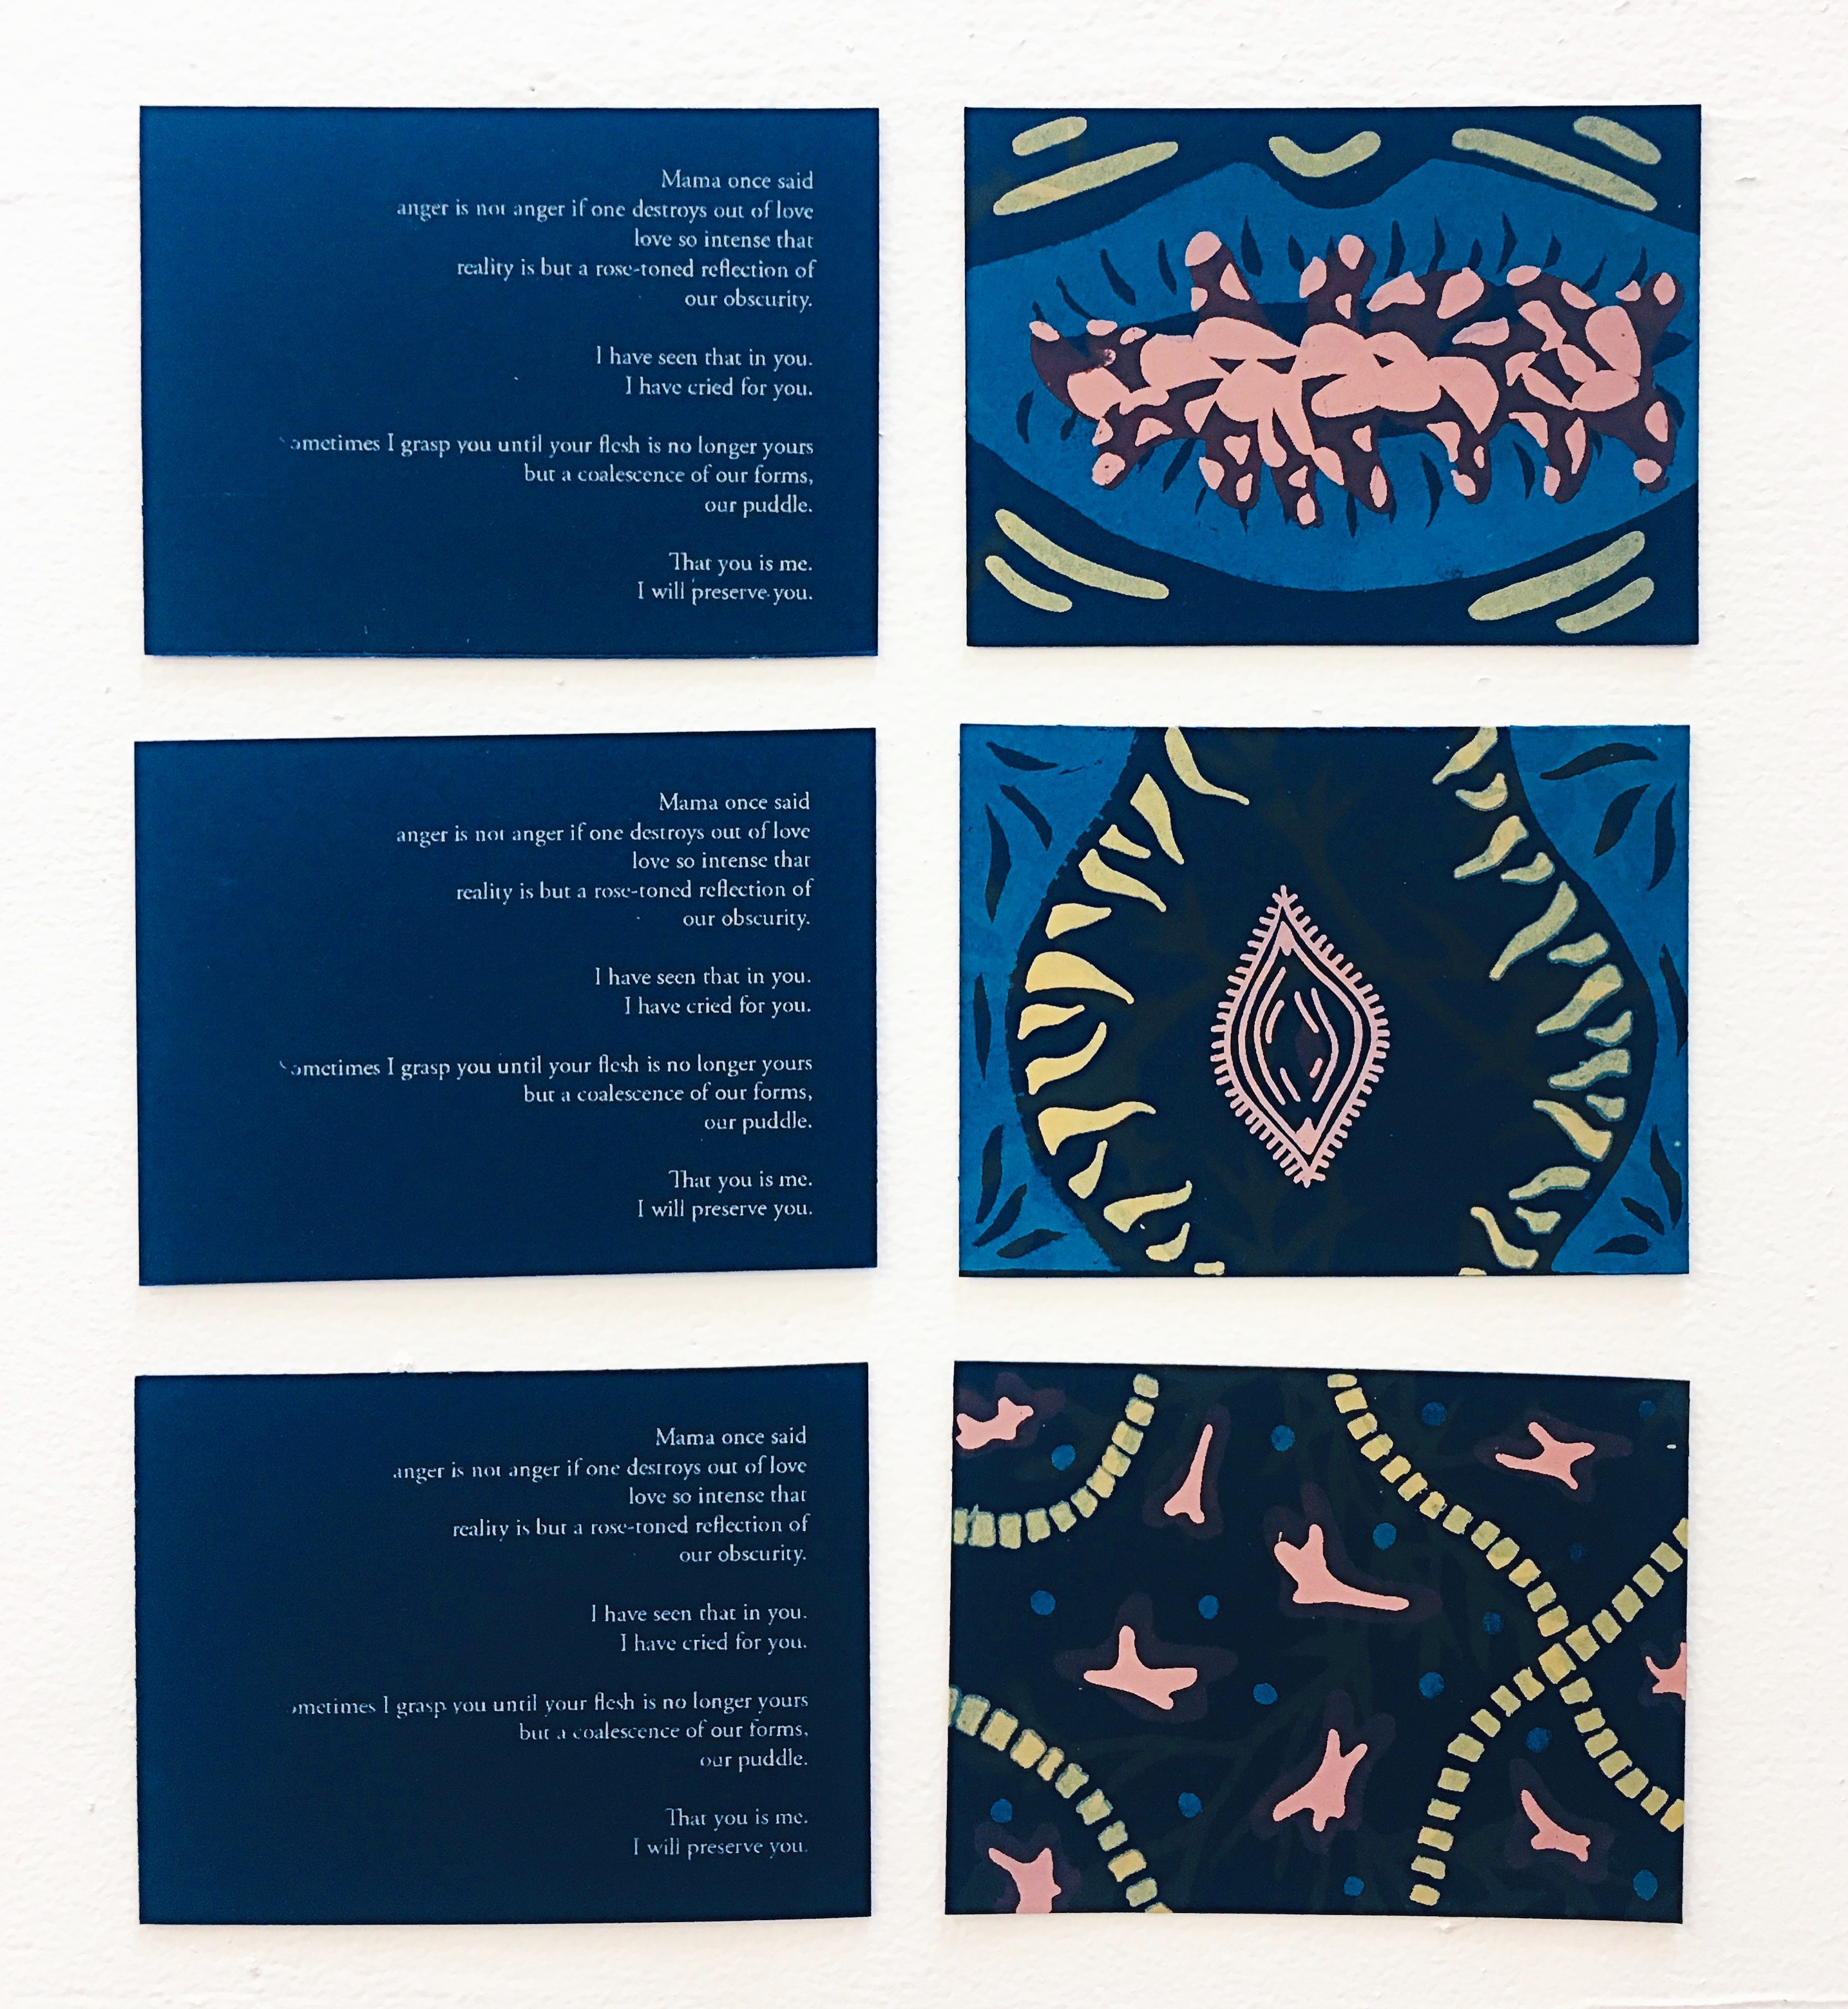 Mama once said
anger is not anger if one destroys out of love
love so intense that
reality is but a rose-toned reflection of
our obscurity.
I have seen that in you.
I have cried for you.
ometimes I grasp you until your flesh is no longer yours
but a coalescence of our forms,
our puddle.
That you is me.
I will preserve you.
Mama once said
anger is not anger if one destroys out of love
love so intense that
reality is but a rose-toned reflection of
our obscurity.
I have seen that in you.
I have cried for you.
ometimes I grasp you until your flesh is no longer yours
but a coalescence of our forms,
our puddle.
That you is me.
I will preserve you.
Mama once said
anger is not anger if one destroys out of love
love so intense that
reality is but a rose-toned reflection of
our obscurity.
I have seen that in you.
I have cried for you.
ometimes I grasp you until your flesh is no longer yours
but a coalescence of our forms,
our puddle.
That you is me.
I will preserve you.